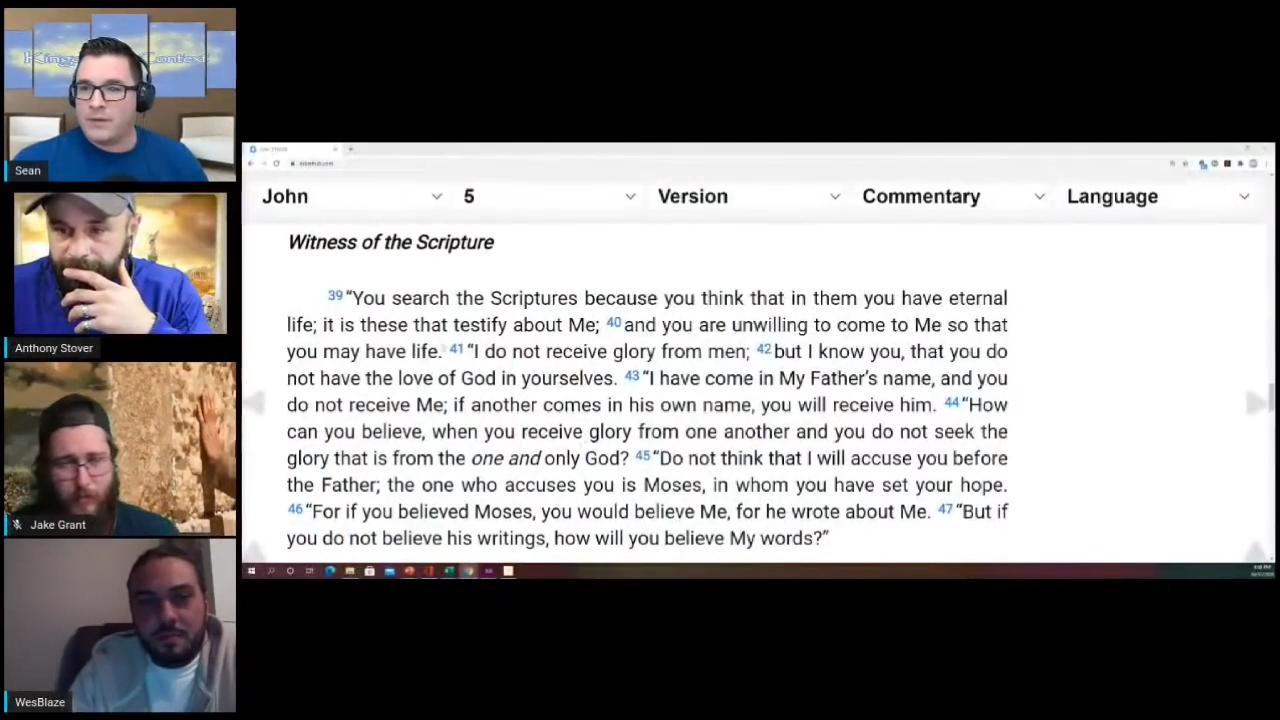 Kingdom Context
Sean
Anthony Stover
Jake Grant
WesBlaze
John
5
Version
Commentary
Language
Witness of the Scripture
39 “You search the Scriptures because you think that in them you have eternal
life; it is these that testify about Me; 40 and you are unwilling to come to Me so that
you may have life. 41 “I do not receive glory from men; 42 but I know you, that you do
not have the love of God in yourselves. 43 “I have come in My Father’s name, and you
do not receive Me; if another comes in his own name, you will receive him. 44 “How
can you believe, when you receive glory from one another and you do not seek the
glory that is from the one and only God? 45 “Do not think that I will accuse you before
the Father; the one who accuses you is Moses, in whom you have set your hope.
46 “For if you believed Moses, you would believe Me, for he wrote about Me. 47 “But if
you do not believe his writings, how will you believe My words?”